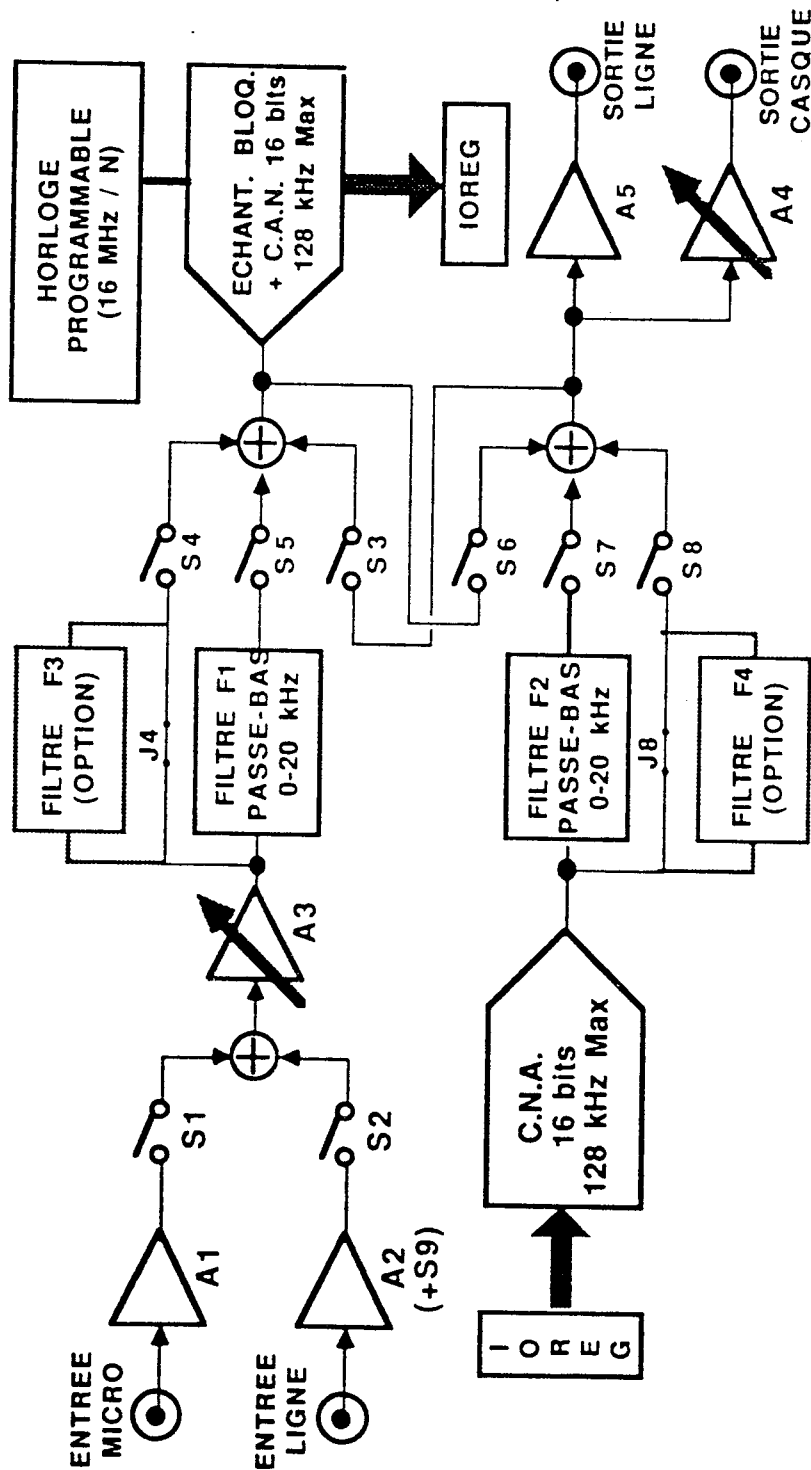 ENTREE
MICRO
A1
S1
ENTREE
LIGNE
A2
(+S9)
S2
A3
FILTRE F3
(OPTION)
J4
FILTRE F1
PASSE-BAS
0-20 kHz
S4
S5
S3
HORLOGE
PROGRAMMABLE
(16 MHz / N)
ECHANT. BLOQ.
+ C.A.N. 16 bits
128 kHz Max
IOREG
I
O
R
E
G
C.N.A.
16 bits
128 kHz Max
FILTRE F2
PASSE-BAS
0-20 kHz
J8
FILTRE F4
(OPTION)
S6
S7
S8
A5
SORTIE
LIGNE
A4
SORTIE
CASQUE